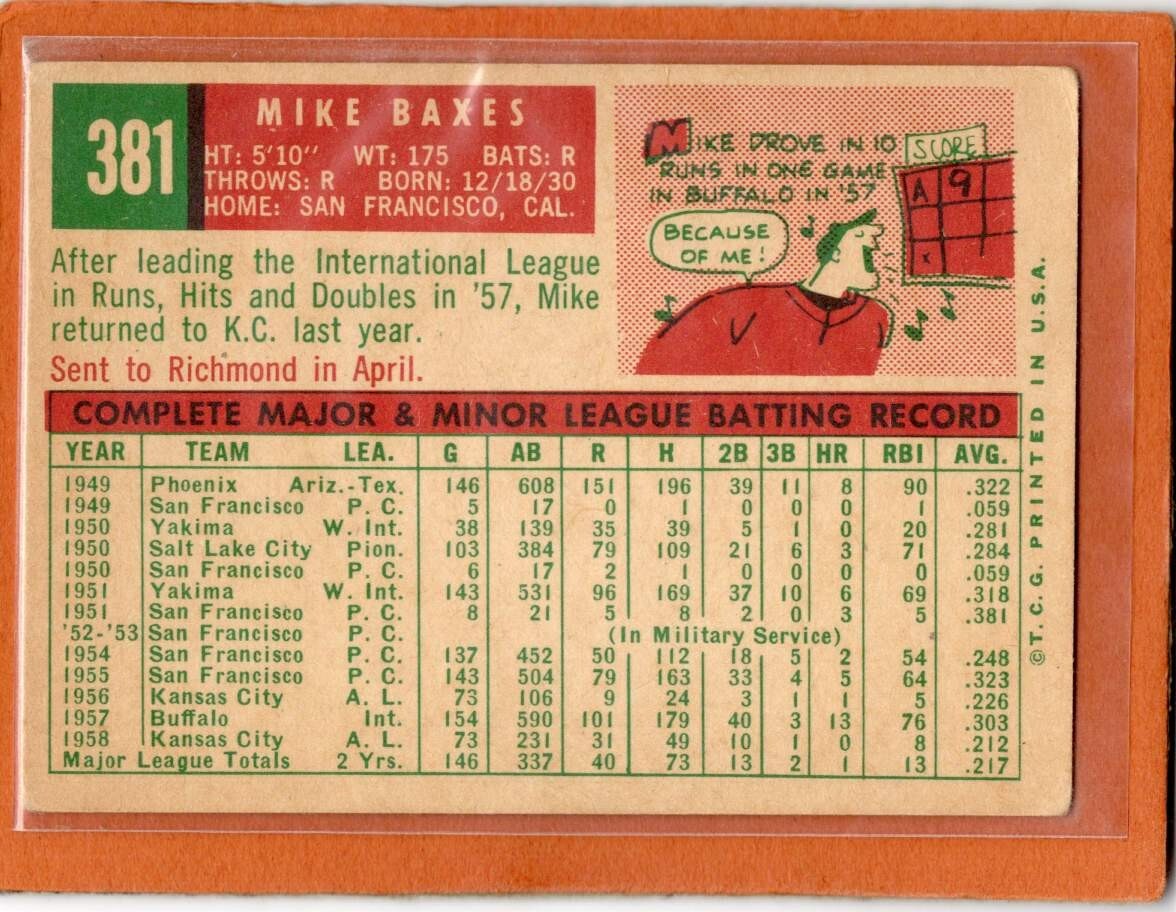 381
MIKE BAXES
HT: 5'10" WT: 175 BATS: R
THROWS: R BORN: 12/18/30
HOME: SAN FRANCISCO, CAL.
After leading the International League
in Runs, Hits and Doubles in '57, Mike
returned to K.C. last year.
Sent to Richmond in April.
MIKE DROVE IN 10
RUNS IN ONE GAME
IN BUFFALO IN '57
BECAUSE
OF ME!
SCORE
A 9
x
COMPLETE MAJOR & MINOR LEAGUE BATTING RECORD
YEAR TEAM LEA. G AB R H 2B 3B HR RBI AVG.
1949 Phoenix Ariz.-Tex. 146 608 151 196 39 11 8 90 .322
1949 San Francisco P. C. 5 17 0 1 0 0 0 1 .059
1950 Yakima W. Int. 38 139 35 39 5 1 0 20 .281
1950 Salt Lake City Pion. 103 384 79 109 21 6 3 71 .284
1950 San Francisco P. C. 6 17 2 1 0 0 0 0 .059
1951 Yakima W. Int. 143 531 96 169 37 10 6 69 .318
1951 San Francisco P. C. 8 21 5 8 2 0 3 5 .381
'52-'53 San Francisco P. C. (In Military Service)
1954 San Francisco P. C. 137 452 50 112 18 5 2 54 .248
1955 San Francisco P. C. 143 504 79 163 33 4 5 64 .323
1956 Kansas City A. L. 73 106 9 24 3 1 1 5 .226
1957 Buffalo Int. 154 590 101 179 40 3 13 76 .303
1958 Kansas City A. L. 73 231 31 49 10 1 0 8 .212
Major League Totals 2 Yrs. 146 337 40 73 13 2 1 13 .217
©T. C. G. PRINTED IN U.S.A.